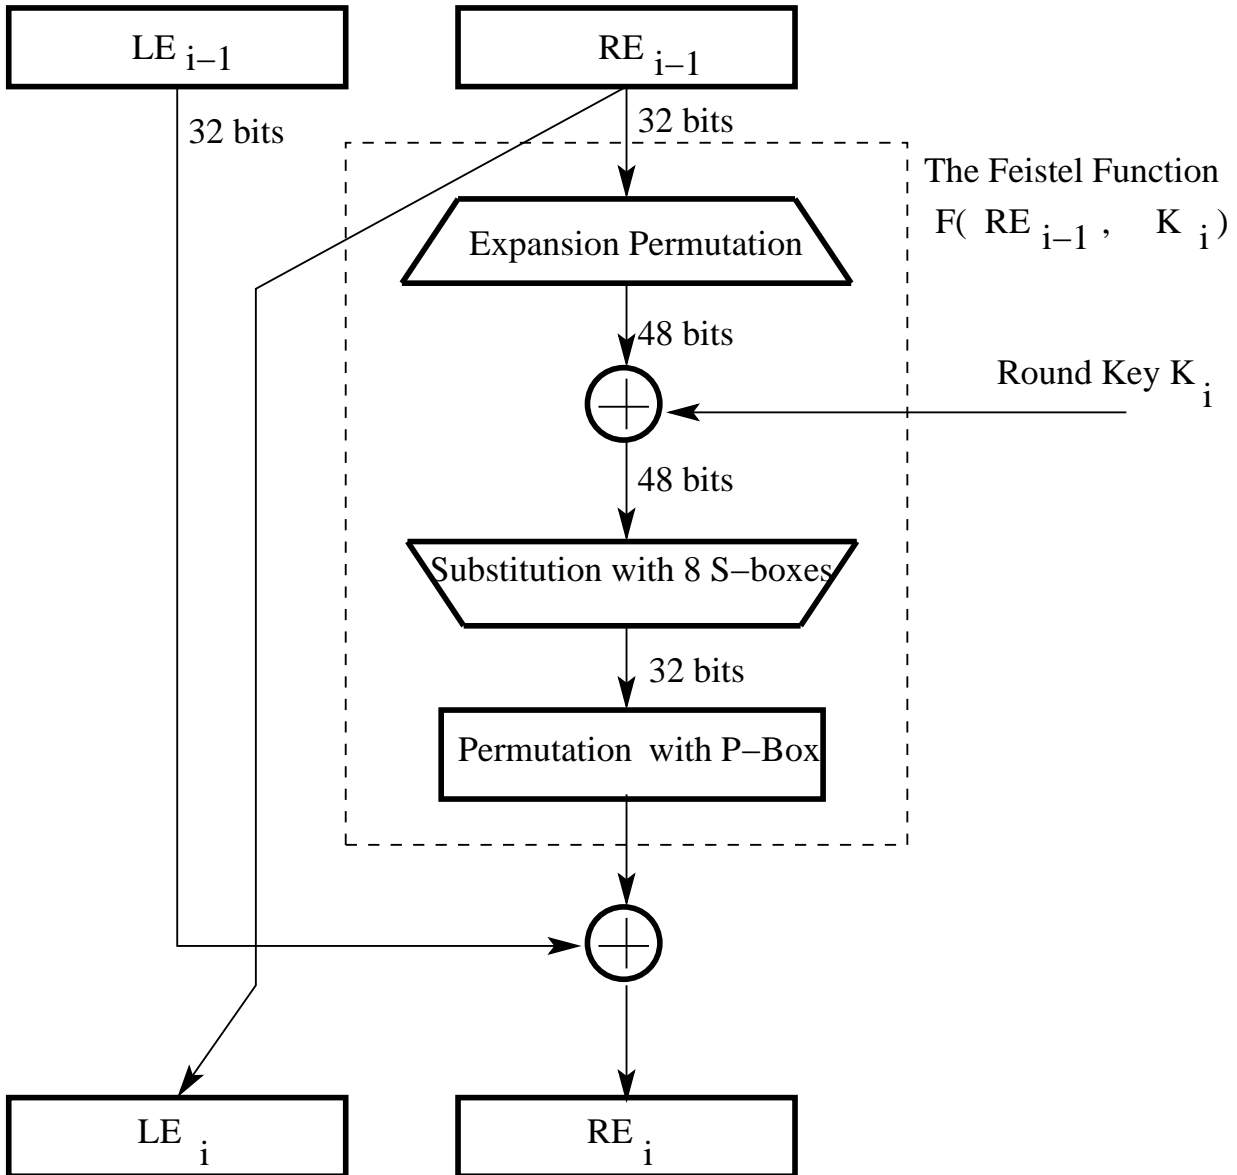 LE i−1
RE i−1
32 bits
32 bits
The Feistel Function
F( RE i−1 , K i )
Expansion Permutation
48 bits
Round Key K i
48 bits
Substitution with 8 S−boxes
32 bits
Permutation with P−Box
LE i
RE i